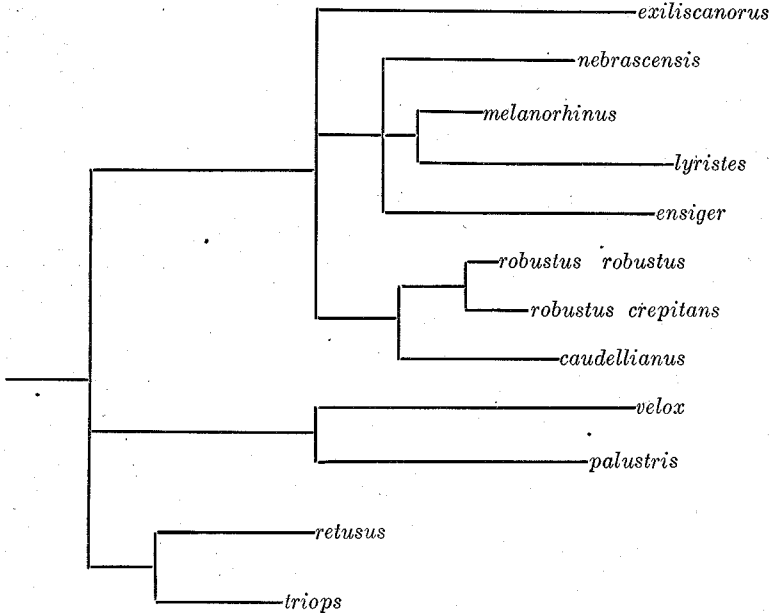 exiliscanorus
nebrascensis
melanorhinus
lyristes
ensiger
robustus robustus
robustus crepitans
caudellianus
velox
palustris
retusus
triops